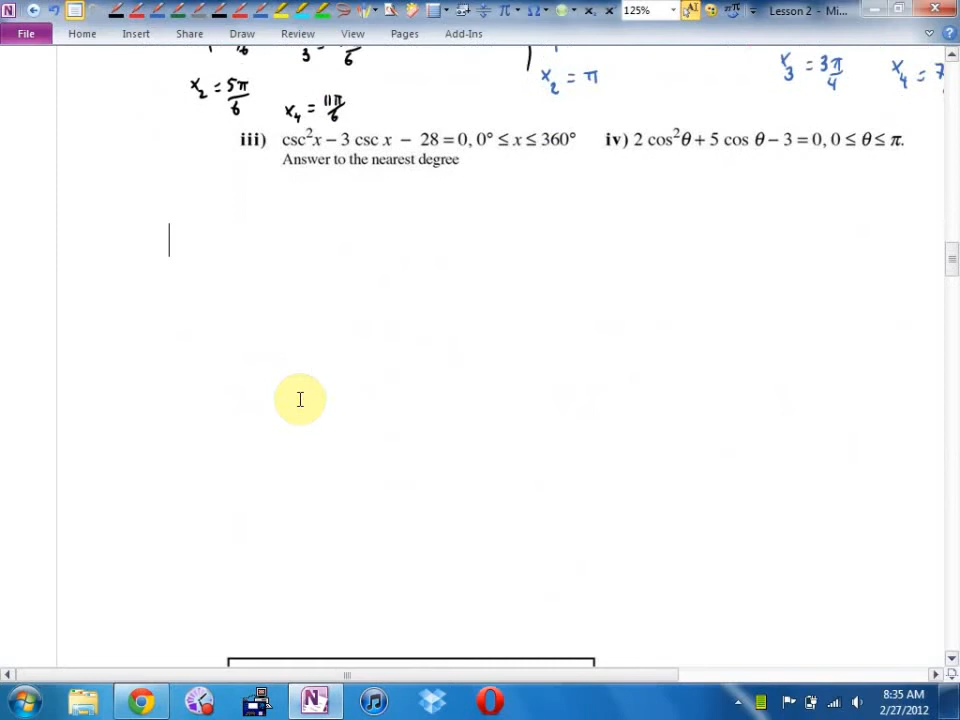 125% Lesson 2 - Mi...
File Home Insert Share Draw Review View Pages Add-Ins
x₂ = 5π/6
x₄ = 11π/6
x₂ = π
x₃ = 3π/4
x₄ = 7
iii) csc²x – 3 csc x – 28 = 0, 0° ≤ x ≤ 360°
Answer to the nearest degree
iv) 2 cos²θ + 5 cos θ – 3 = 0, 0 ≤ θ ≤ π.
8:35 AM
2/27/2012